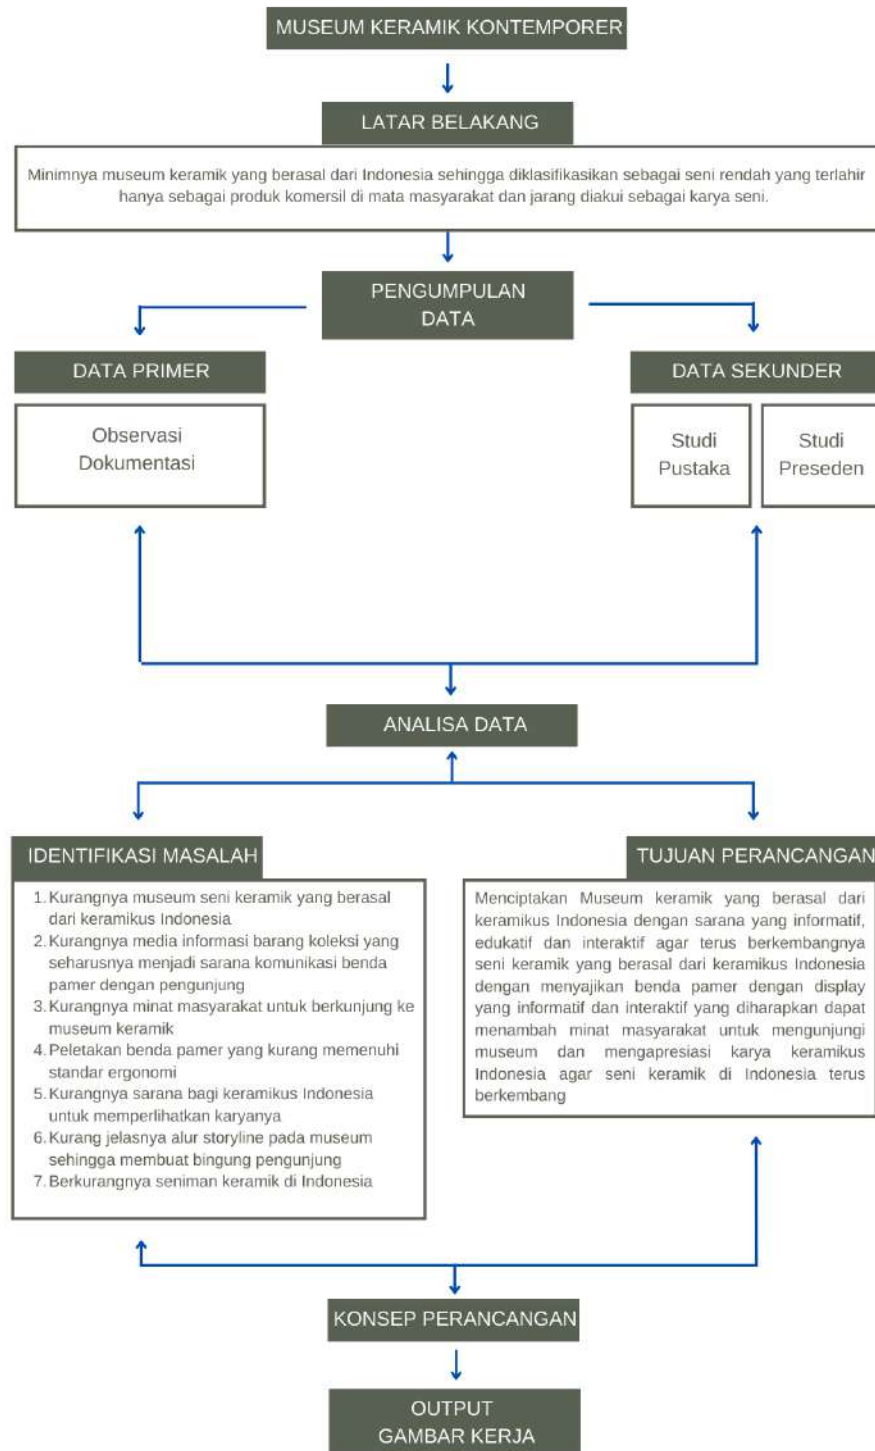 MUSEUM KERAMIK KONTEMPORER
LATAR BELAKANG
Minimnya museum keramik yang berasal dari Indonesia sehingga diklasifikasikan sebagai seni rendah yang terlahir
hanya sebagai produk komersil di mata masyarakat dan jarang diakui sebagai karya seni.
PENGUMPULAN
DATA
DATA PRIMER
Observasi
Dokumentasi
DATA SEKUNDER
Studi
Pustaka
Studi
Preseden
ANALISA DATA
IDENTIFIKASI MASALAH
1. Kurangnya museum seni keramik yang berasal
dari keramikus Indonesia
2. Kurangnya media informasi barang koleksi yang
seharusnya menjadi sarana komunikasi benda
pamer dengan pengunjung
3. Kurangnya minat masyarakat untuk berkunjung ke
museum keramik
4. Peletakan benda pamer yang kurang memenuhi
standar ergonomi
5. Kurangnya sarana bagi keramikus Indonesia
untuk memperlihatkan karyanya
6. Kurang jelasnya alur storyline pada museum
sehingga membuat bingung pengunjung
7. Berkurangnya seniman keramik di Indonesia
TUJUAN PERANCANGAN
Menciptakan Museum keramik yang berasal dari
keramikus Indonesia dengan sarana yang informatif,
edukatif dan interaktif agar terus berkembangnya
seni keramik yang berasal dari keramikus Indonesia
dengan menyajikan benda pamer dengan display
yang informatif dan interaktif yang diharapkan dapat
menambah minat masyarakat untuk mengunjungi
museum dan mengapresiasi karya keramikus
Indonesia agar seni keramik di Indonesia terus
berkembang
KONSEP PERANCANGAN
OUTPUT
GAMBAR KERJA